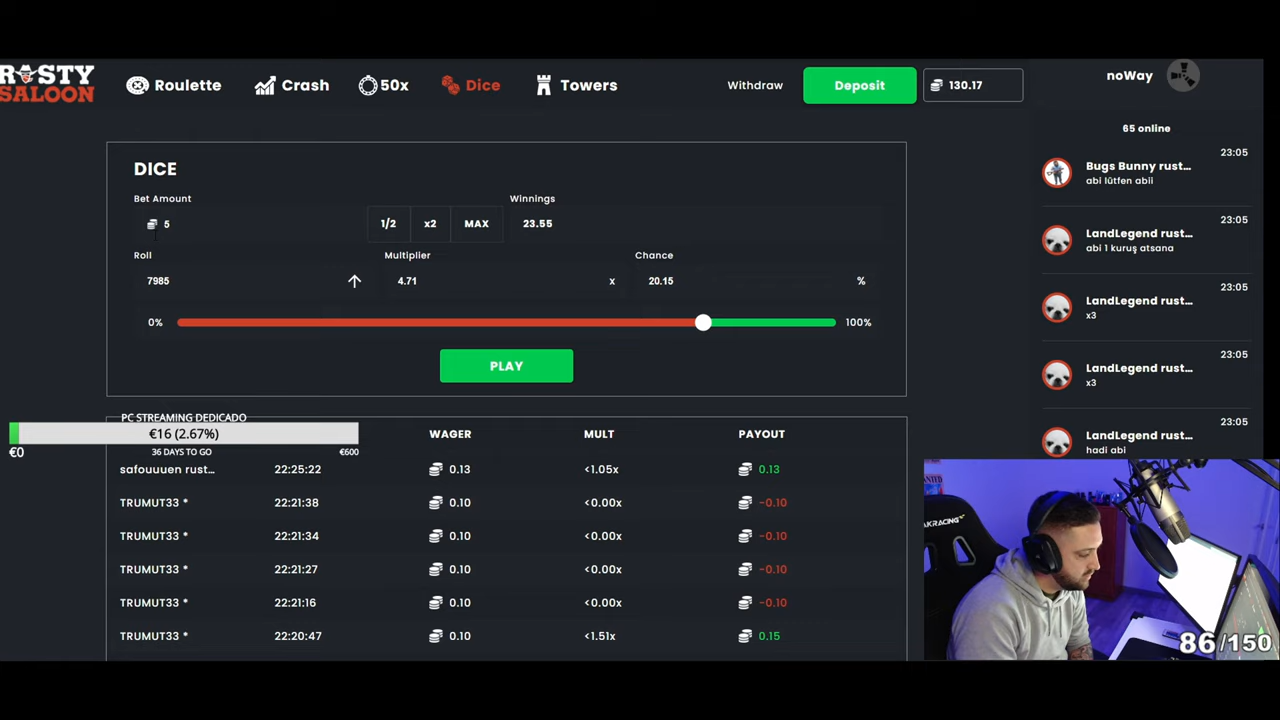 RUSTY
SALOON
Roulette
Crash
50x
Dice
Towers
Withdraw
Deposit
130.17
noWay
65 online
DICE
Bet Amount
5
1/2
x2
MAX
Winnings
23.55
Roll
7985
Multiplier
4.71
x
Chance
20.15
%
0%
100%
PLAY
23:05
Bugs Bunny rust...
abi lütfen abii
23:05
LandLegend rust...
abi 1 kuruş atsana
23:05
LandLegend rust...
x3
23:05
LandLegend rust...
x3
23:05
LandLegend rust...
hadi abi
PC STREAMING DEDICADO
€16 (2.67%)
€0
36 DAYS TO GO
€600
WAGER
MULT
PAYOUT
safouuuen rust... 22:25:22 0.13 <1.05x 0.13
TRUMUT33 * 22:21:38 0.10 <0.00x -0.10
TRUMUT33 * 22:21:34 0.10 <0.00x -0.10
TRUMUT33 * 22:21:27 0.10 <0.00x -0.10
TRUMUT33 * 22:21:16 0.10 <0.00x -0.10
TRUMUT33 * 22:20:47 0.10 <1.51x 0.15
AKRACING
86/150